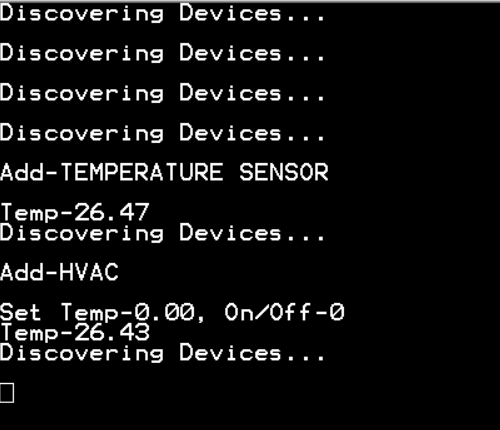 Discovering Devices...
Discovering Devices...
Discovering Devices...
Discovering Devices...
Add-TEMPERATURE SENSOR
Temp-26.47
Discovering Devices...
Add-HVAC
Set Temp-0.00, On/Off-0
Temp-26.43
Discovering Devices...